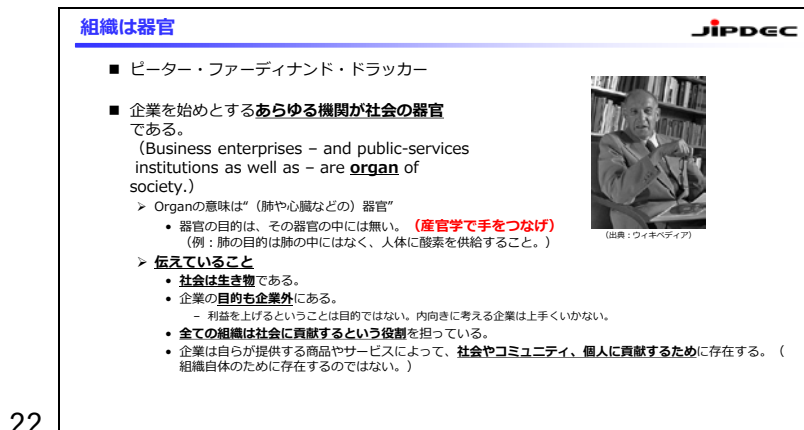 組織は器官
JIPDEC
■ ピーター・ファーディナンド・ドラッカー
■ 企業を始めとするあらゆる機関が社会の器官
である。
（Business enterprises – and public-services
institutions as well as – are organ of
society.）
➢ Organの意味は“（肺や心臓などの）器官”
• 器官の目的は、その器官の中には無い。（産官学で手をつなげ）
（例：肺の目的は肺の中にはなく、人体に酸素を供給すること。）
（出典：ウィキペディア）
➢ 伝えていること
• 社会は生き物である。
• 企業の目的も企業外にある。
– 利益を上げるということは目的ではない。内向きに考える企業は上手くいかない。
• 全ての組織は社会に貢献するという役割を担っている。
• 企業は自らが提供する商品やサービスによって、社会やコミュニティ、個人に貢献するために存在する。（
組織自体のために存在するのではない。）
22